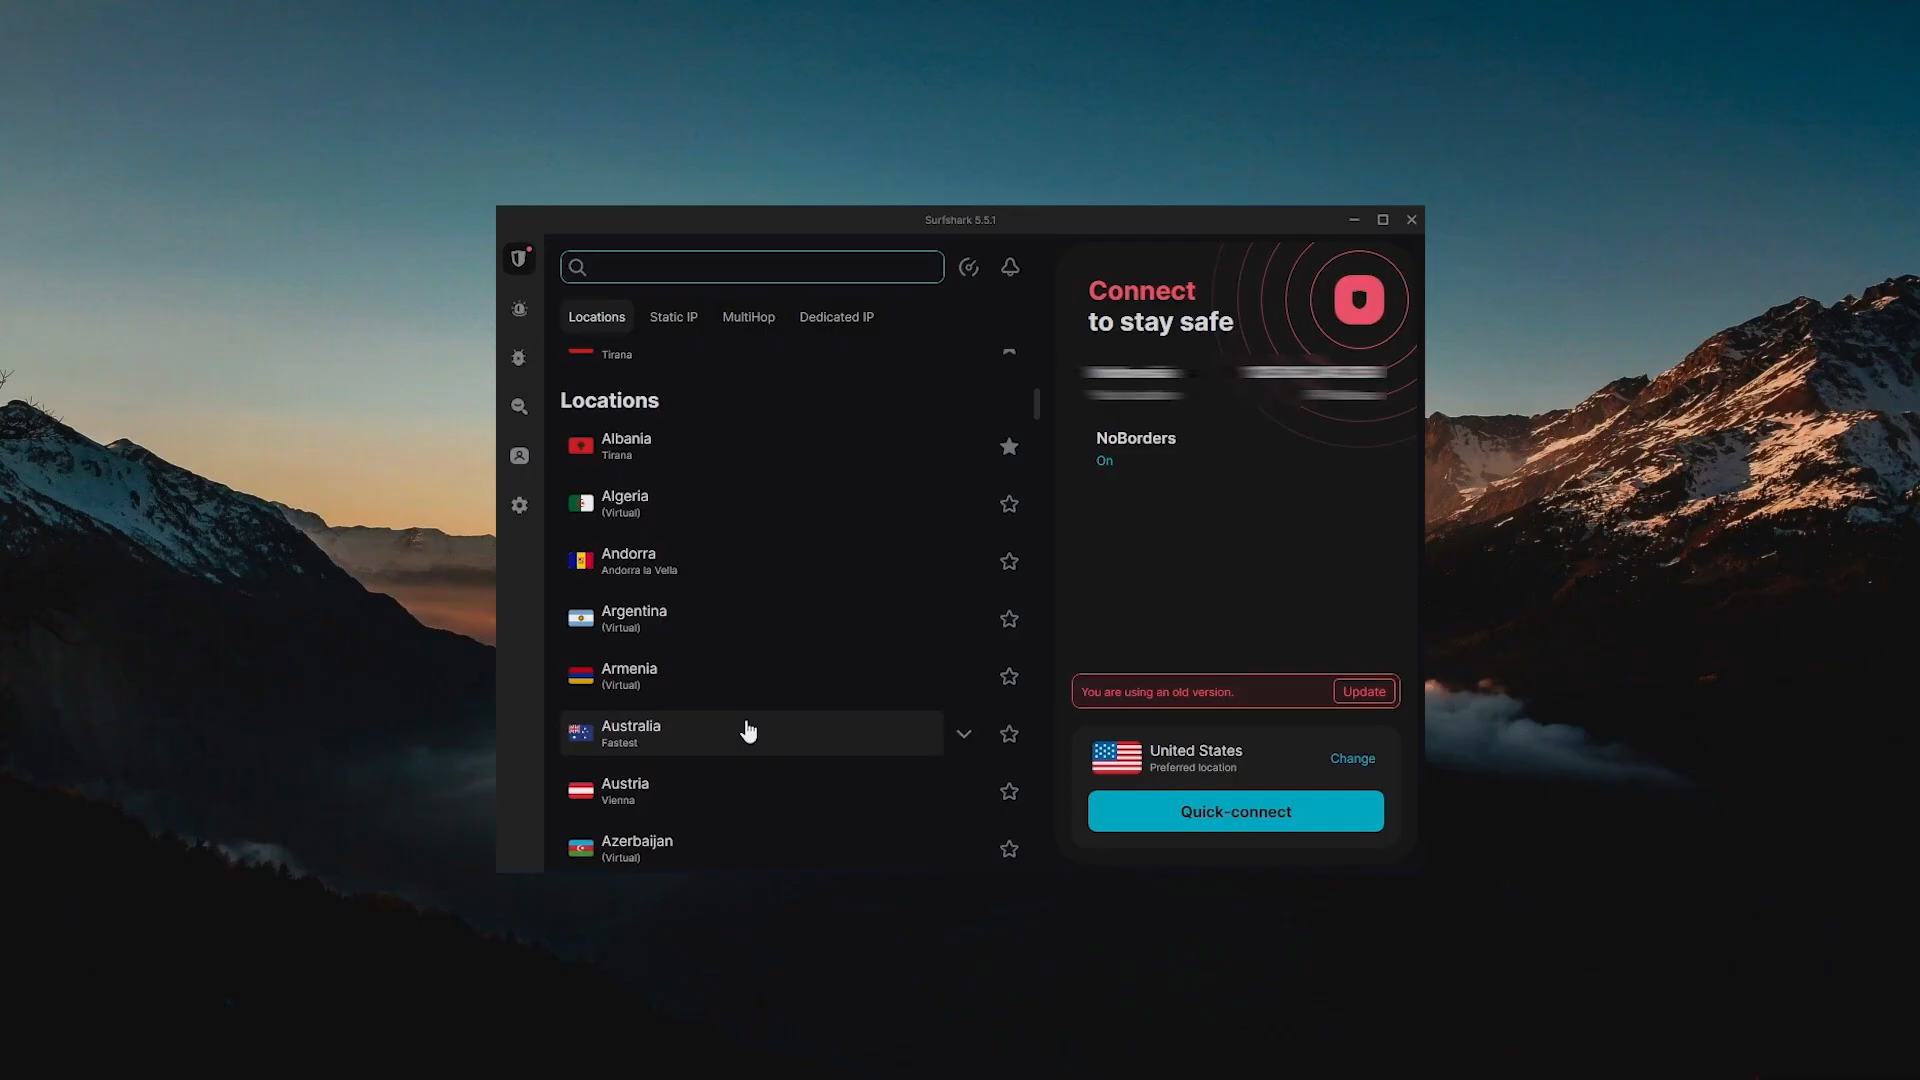 Surfshark 5.5.1
Locations
Static IP
MultiHop
Dedicated IP
Tirana
Locations
Albania
Tirana
Algeria
(Virtual)
Andorra
Andorra la Vella
Argentina
(Virtual)
Armenia
(Virtual)
Australia
Fastest
Austria
Vienna
Azerbaijan
(Virtual)
Connect
to stay safe
NoBorders
On
You are using an old version.
Update
United States
Preferred location
Change
Quick-connect